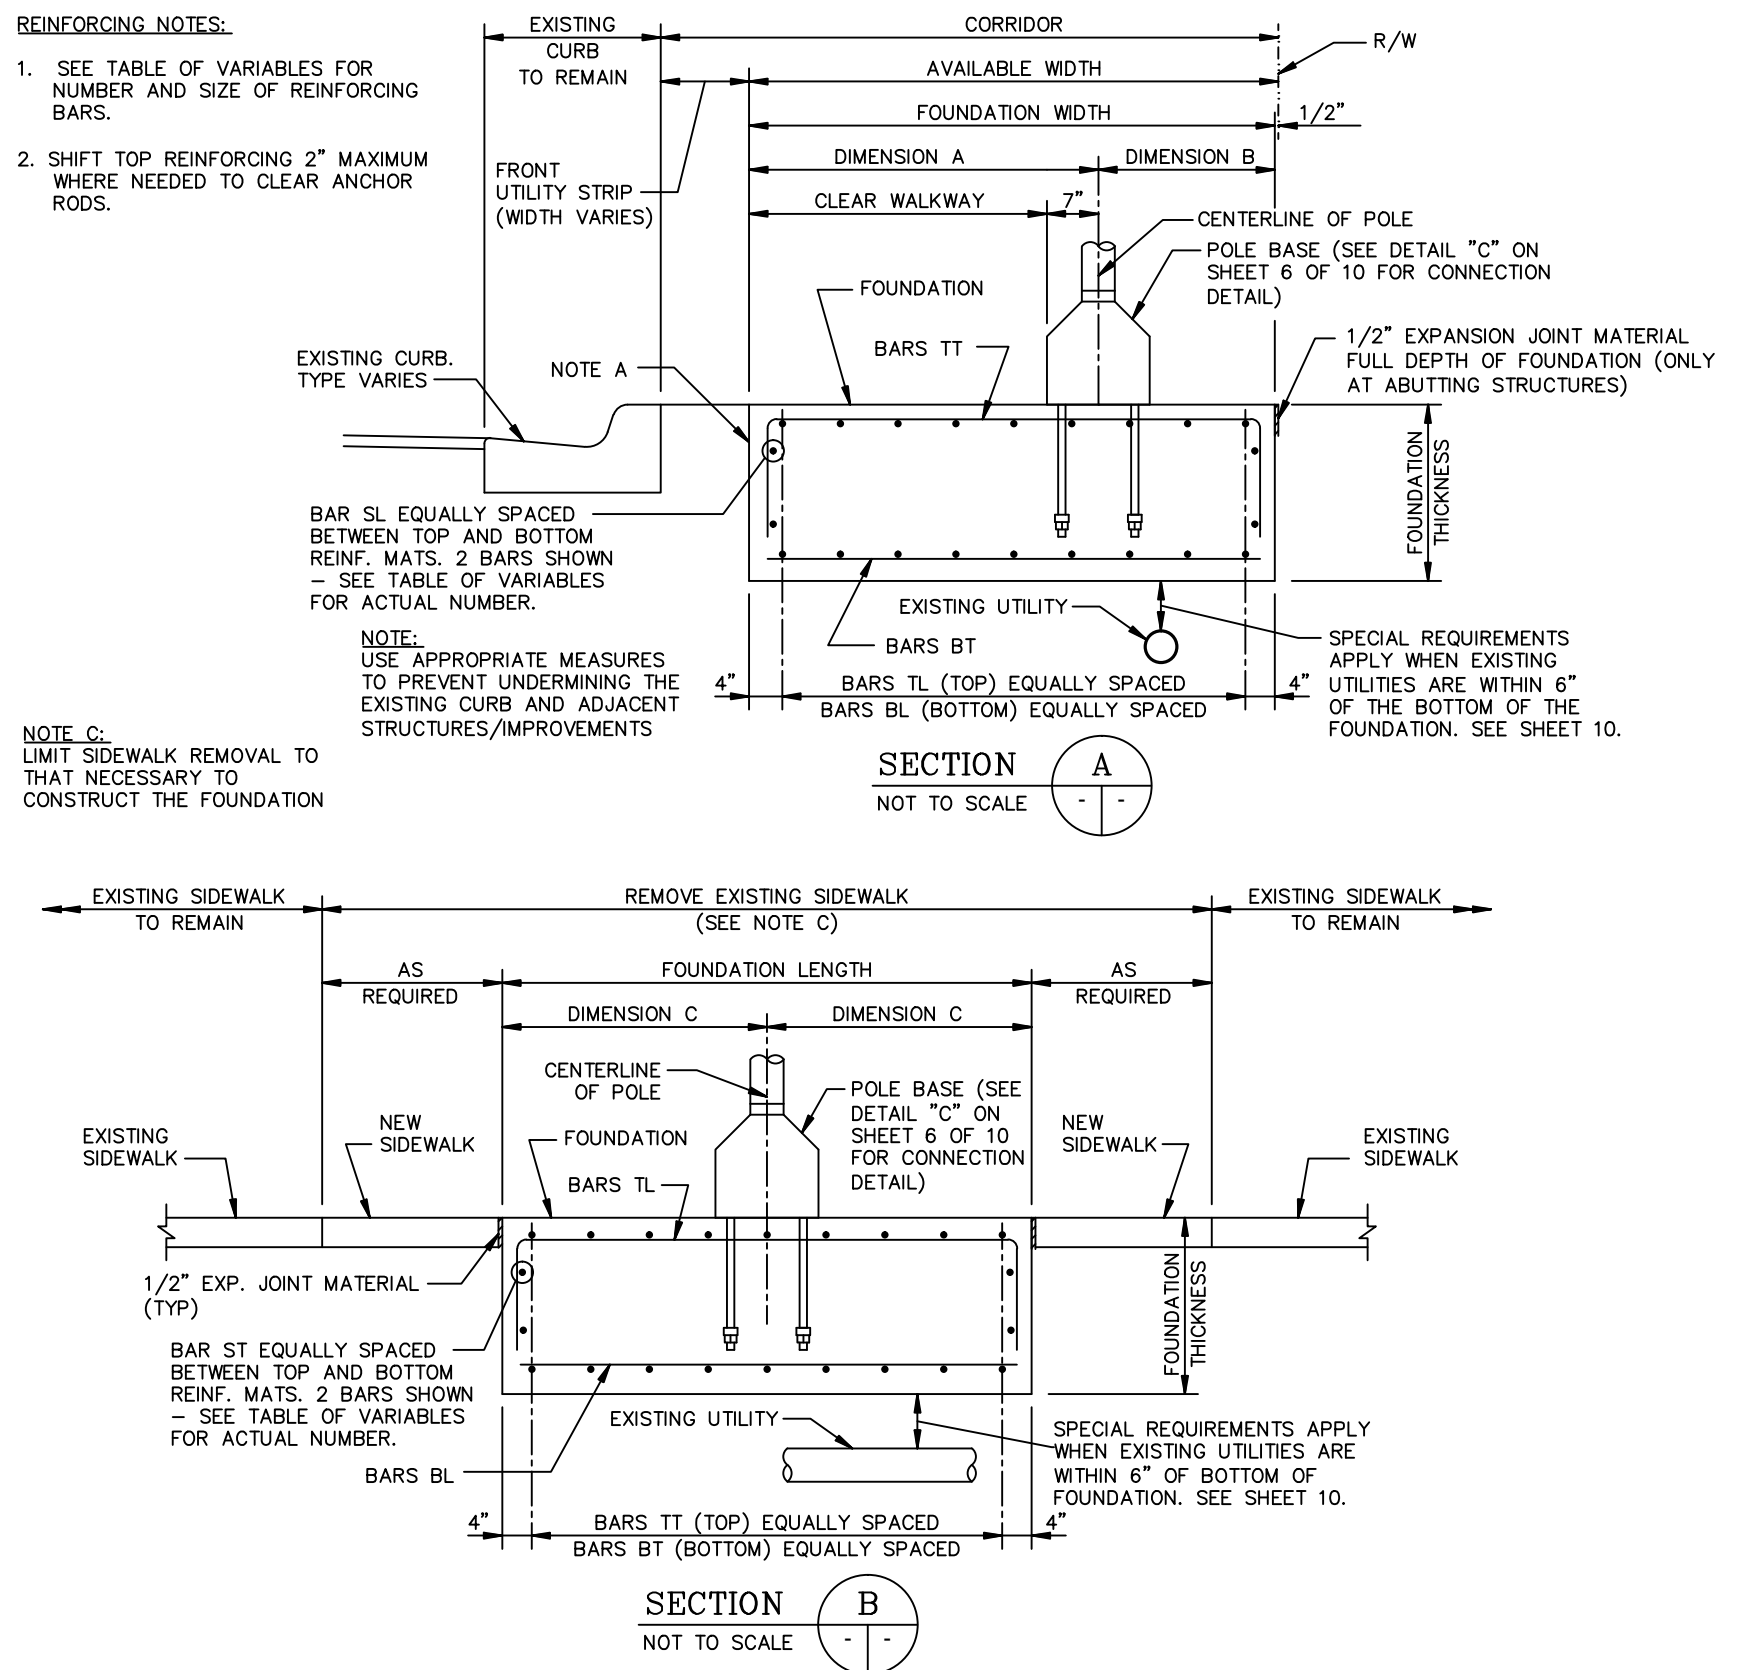 REINFORCING NOTES:
1. SEE TABLE OF VARIABLES FOR
NUMBER AND SIZE OF REINFORCING
BARS.
2. SHIFT TOP REINFORCING 2" MAXIMUM
WHERE NEEDED TO CLEAR ANCHOR
RODS.
EXISTING
CURB
TO REMAIN
CORRIDOR
R/W
AVAILABLE WIDTH
FOUNDATION WIDTH
1/2"
DIMENSION A
DIMENSION B
FRONT
UTILITY STRIP
(WIDTH VARIES)
CLEAR WALKWAY
7"
CENTERLINE OF POLE
POLE BASE (SEE DETAIL "C" ON
SHEET 6 OF 10 FOR CONNECTION
DETAIL)
FOUNDATION
1/2" EXPANSION JOINT MATERIAL
FULL DEPTH OF FOUNDATION (ONLY
AT ABUTTING STRUCTURES)
BARS TT
EXISTING CURB.
TYPE VARIES
NOTE A
FOUNDATION
THICKNESS
BAR SL EQUALLY SPACED
BETWEEN TOP AND BOTTOM
REINF. MATS. 2 BARS SHOWN
– SEE TABLE OF VARIABLES
FOR ACTUAL NUMBER.
EXISTING UTILITY
BARS BT
SPECIAL REQUIREMENTS
APPLY WHEN EXISTING
UTILITIES ARE WITHIN 6"
OF THE BOTTOM OF THE
FOUNDATION. SEE SHEET 10.
NOTE:
USE APPROPRIATE MEASURES
TO PREVENT UNDERMINING THE
EXISTING CURB AND ADJACENT
STRUCTURES/IMPROVEMENTS
4"
BARS TL (TOP) EQUALLY SPACED
BARS BL (BOTTOM) EQUALLY SPACED
4"
NOTE C:
LIMIT SIDEWALK REMOVAL TO
THAT NECESSARY TO
CONSTRUCT THE FOUNDATION
SECTION
A
NOT TO SCALE
- -
EXISTING SIDEWALK
TO REMAIN
REMOVE EXISTING SIDEWALK
(SEE NOTE C)
EXISTING SIDEWALK
TO REMAIN
AS
REQUIRED
FOUNDATION LENGTH
AS
REQUIRED
DIMENSION C
DIMENSION C
CENTERLINE
OF POLE
POLE BASE (SEE
DETAIL "C" ON
SHEET 6 OF 10
FOR CONNECTION
DETAIL)
EXISTING
SIDEWALK
NEW
SIDEWALK
FOUNDATION
BARS TL
NEW
SIDEWALK
EXISTING
SIDEWALK
1/2" EXP. JOINT MATERIAL
(TYP)
FOUNDATION
THICKNESS
BAR ST EQUALLY SPACED
BETWEEN TOP AND BOTTOM
REINF. MATS. 2 BARS SHOWN
– SEE TABLE OF VARIABLES
FOR ACTUAL NUMBER.
EXISTING UTILITY
BARS BL
SPECIAL REQUIREMENTS APPLY
WHEN EXISTING UTILITIES ARE
WITHIN 6" OF BOTTOM OF
FOUNDATION. SEE SHEET 10.
4"
BARS TT (TOP) EQUALLY SPACED
BARS BT (BOTTOM) EQUALLY SPACED
4"
SECTION
B
NOT TO SCALE
- -